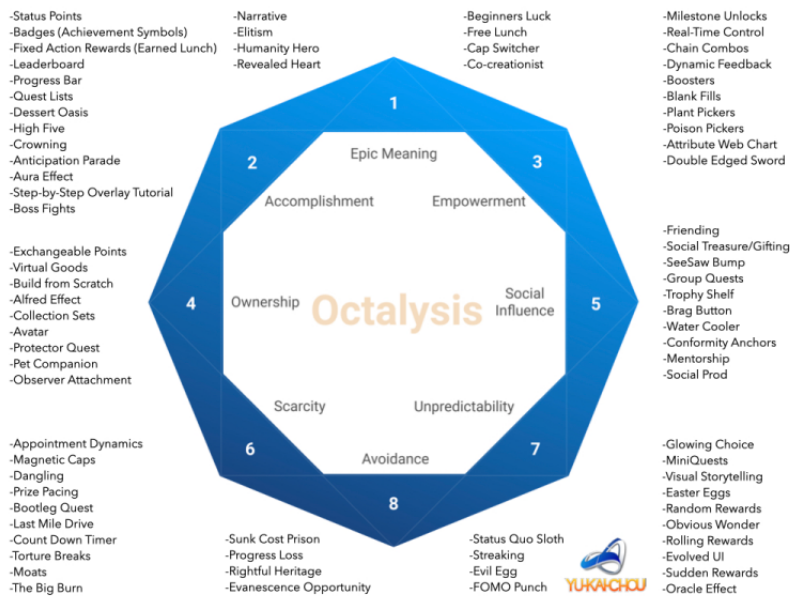 -Status Points
-Badges (Achievement Symbols)
-Fixed Action Rewards (Earned Lunch)
-Leaderboard
-Progress Bar
-Quest Lists
-Dessert Oasis
-High Five
-Crowning
-Anticipation Parade
-Aura Effect
-Step-by-Step Overlay Tutorial
-Boss Fights
-Narrative
-Elitism
-Humanity Hero
-Revealed Heart
-Beginners Luck
-Free Lunch
-Cap Switcher
-Co-creationist
-Milestone Unlocks
-Real-Time Control
-Chain Combos
-Dynamic Feedback
-Boosters
-Blank Fills
-Plant Pickers
-Poison Pickers
-Attribute Web Chart
-Double Edged Sword
1
Epic Meaning
2
Accomplishment
3
Empowerment
-Exchangeable Points
-Virtual Goods
-Build from Scratch
-Alfred Effect
-Collection Sets
-Avatar
-Protector Quest
-Pet Companion
-Observer Attachment
4
Ownership
Octalysis
Social
Influence
5
-Friending
-Social Treasure/Gifting
-SeeSaw Bump
-Group Quests
-Trophy Shelf
-Brag Button
-Water Cooler
-Conformity Anchors
-Mentorship
-Social Prod
Scarcity
6
Unpredictability
7
Avoidance
8
-Appointment Dynamics
-Magnetic Caps
-Dangling
-Prize Pacing
-Bootleg Quest
-Last Mile Drive
-Count Down Timer
-Torture Breaks
-Moats
-The Big Burn
-Sunk Cost Prison
-Progress Loss
-Rightful Heritage
-Evanescence Opportunity
-Status Quo Sloth
-Streaking
-Evil Egg
-FOMO Punch
YU-KAI-CHOU
-Glowing Choice
-MiniQuests
-Visual Storytelling
-Easter Eggs
-Random Rewards
-Obvious Wonder
-Rolling Rewards
-Evolved UI
-Sudden Rewards
-Oracle Effect